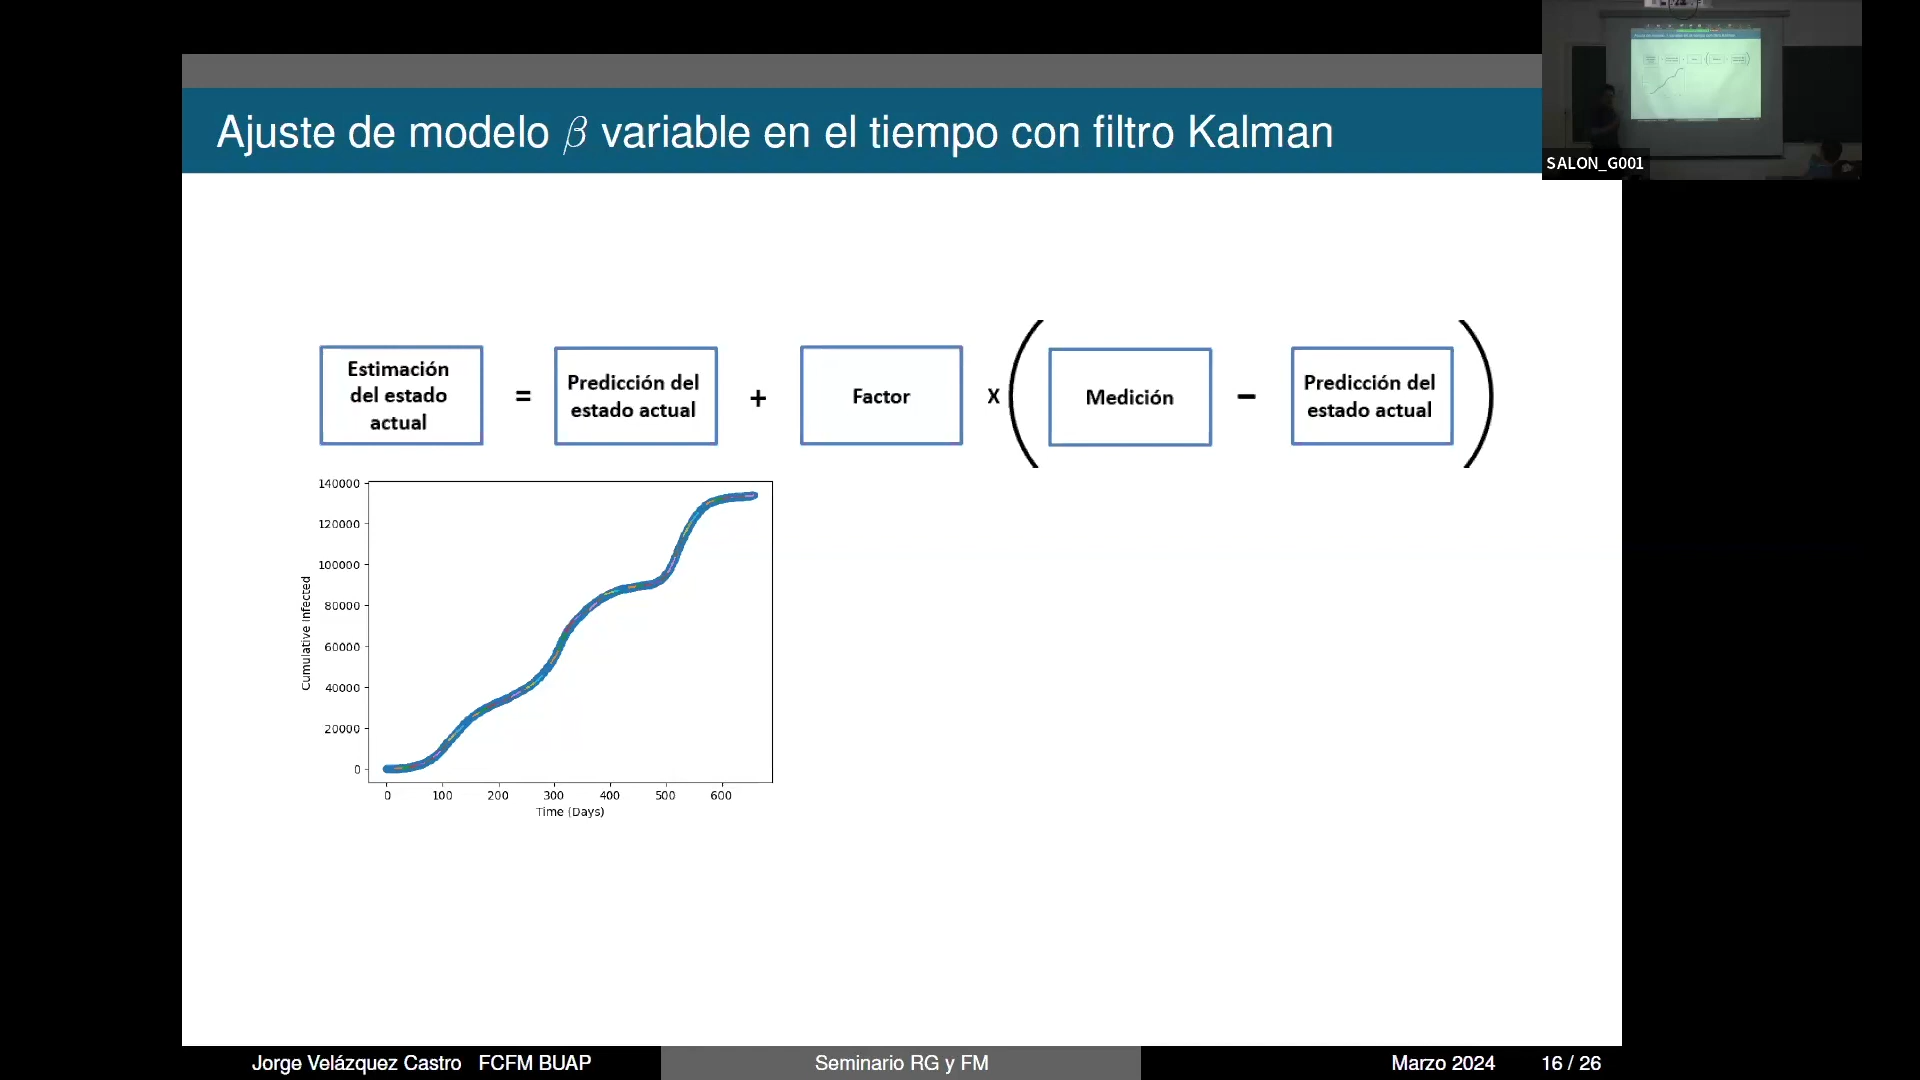 Ajuste de modelo β variable en el tiempo con filtro Kalman
SALON_G001
Estimación
del estado
actual
=
Predicción del
estado actual
+
Factor
x
(
Medición
−
Predicción del
estado actual
)
140000
120000
100000
80000
60000
40000
20000
0
Cumulative Infected
0 100 200 300 400 500 600
Time (Days)
Jorge Velázquez Castro FCFM BUAP Seminario RG y FM Marzo 2024 16 / 26